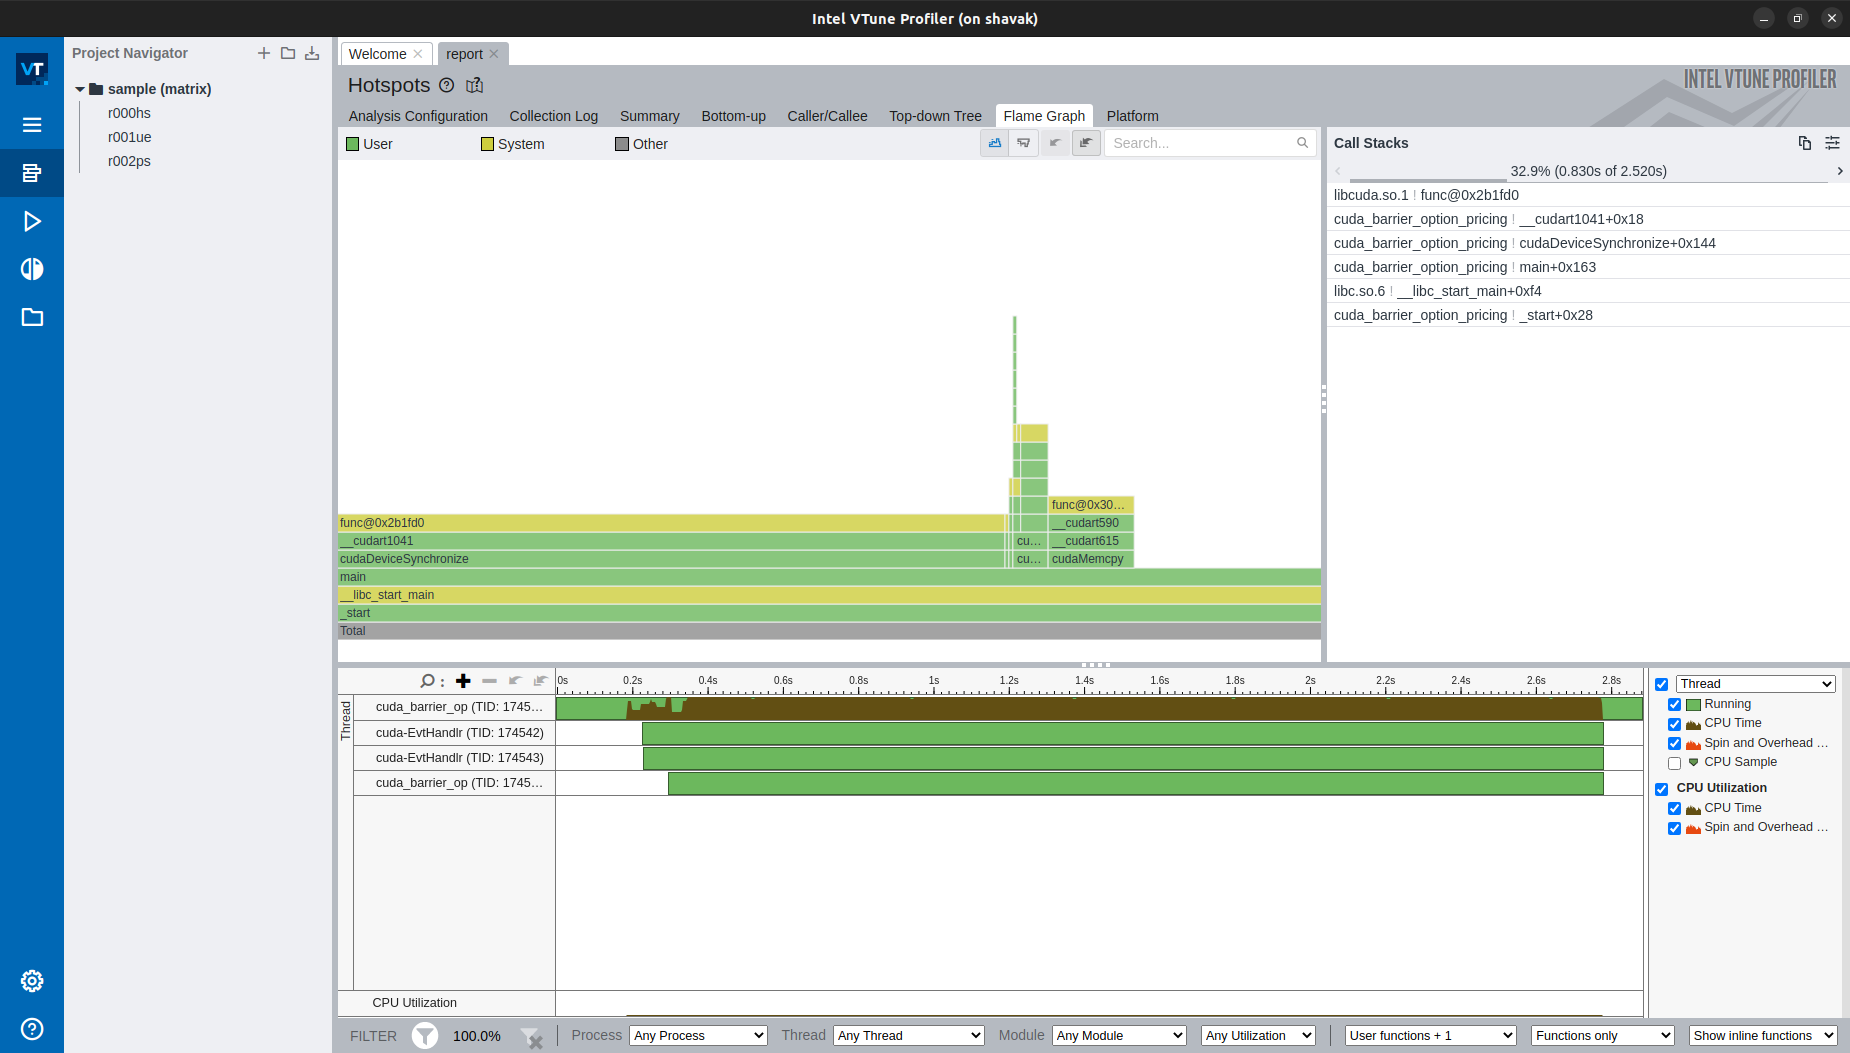 Intel VTune Profiler (on shavak)
VT
Project Navigator
sample (matrix)
r000hs
r001ue
r002ps
Welcome
report
Hotspots
INTEL VTUNE PROFILER
Analysis Configuration
Collection Log
Summary
Bottom-up
Caller/Callee
Top-down Tree
Flame Graph
Platform
User
System
Other
Search...
func@0x30...
func@0x2b1fd0
__cudart590
__cudart1041
cu...
__cudart615
cudaDeviceSynchronize
cu...
cudaMemcpy
main
__libc_start_main
_start
Total
Call Stacks
32.9% (0.830s of 2.520s)
libcuda.so.1 ! func@0x2b1fd0
cuda_barrier_option_pricing ! __cudart1041+0x18
cuda_barrier_option_pricing ! cudaDeviceSynchronize+0x144
cuda_barrier_option_pricing ! main+0x163
libc.so.6 ! __libc_start_main+0xf4
cuda_barrier_option_pricing ! _start+0x28
0s 0.2s 0.4s 0.6s 0.8s 1s 1.2s 1.4s 1.6s 1.8s 2s 2.2s 2.4s 2.6s 2.8s
Thread
cuda_barrier_op (TID: 1745...
cuda-EvtHandlr (TID: 174542)
cuda-EvtHandlr (TID: 174543)
cuda_barrier_op (TID: 1745...
CPU Utilization
Thread
Running
CPU Time
Spin and Overhead ...
CPU Sample
CPU Utilization
CPU Time
Spin and Overhead ...
FILTER
100.0%
Process
Any Process
Thread
Any Thread
Module
Any Module
Any Utilization
User functions + 1
Functions only
Show inline functions